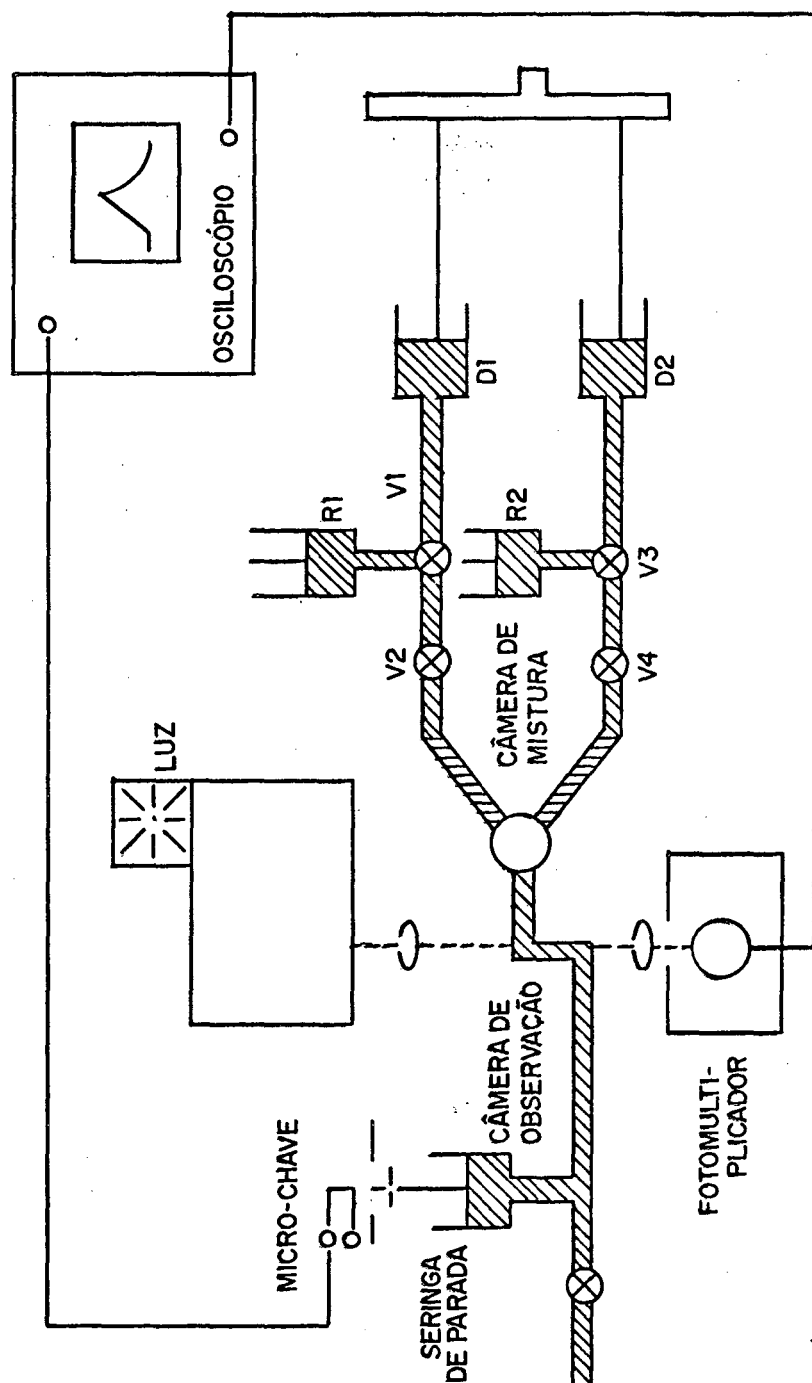 OSCILOSCÓPIO
D1
D2
V1
R1
R2
V3
V2
V4
CÂMERA DE
MISTURA
LUZ
CÂMERA DE
OBSERVAÇÃO
FOTOMULTI-
PLICADOR
MICRO-CHAVE
SERINGA
DE PARADA